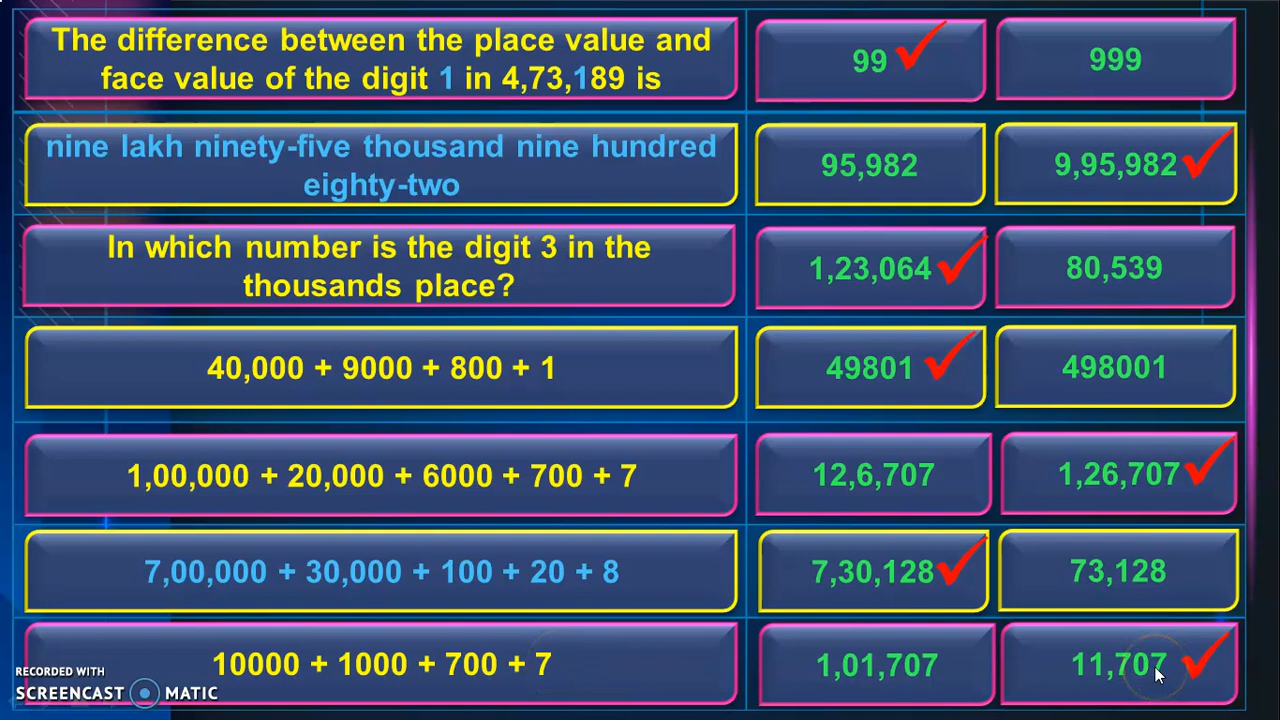 The difference between the place value and
face value of the digit 1 in 4,73,189 is
99
999
nine lakh ninety-five thousand nine hundred
eighty-two
95,982
9,95,982
In which number is the digit 3 in the
thousands place?
1,23,064
80,539
40,000 + 9000 + 800 + 1
49801
498001
1,00,000 + 20,000 + 6000 + 700 + 7
12,6,707
1,26,707
7,00,000 + 30,000 + 100 + 20 + 8
7,30,128
73,128
10000 + 1000 + 700 + 7
1,01,707
11,707
RECORDED WITH
SCREENCAST MATIC